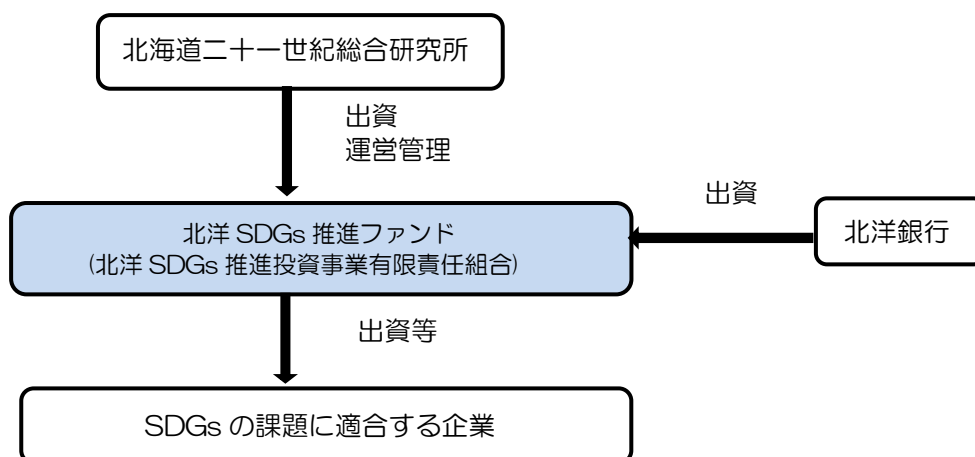 北海道二十一世紀総合研究所
出資
運営管理
出資
北洋 SDGs 推進ファンド
(北洋 SDGs 推進投資事業有限責任組合)
北洋銀行
出資等
SDGs の課題に適合する企業